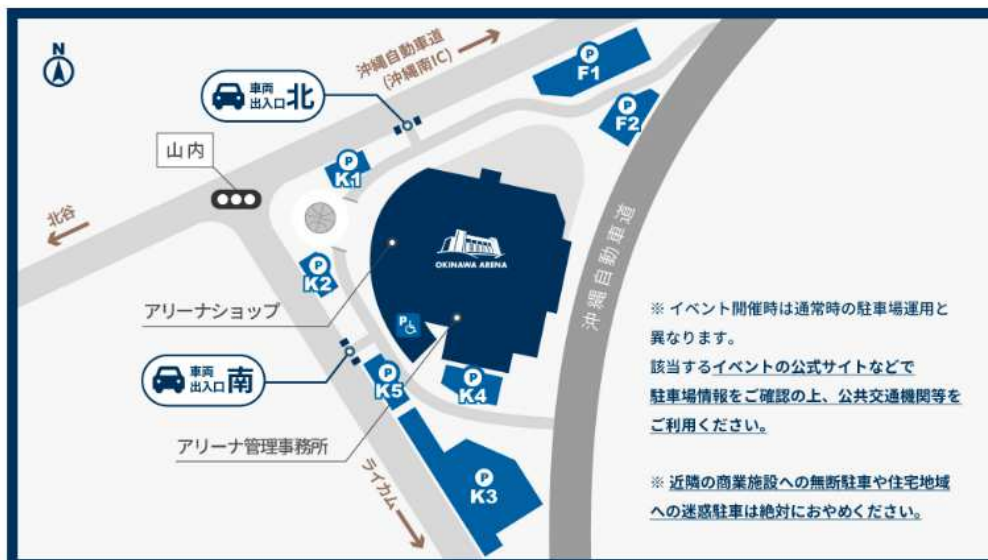 N
沖縄自動車道
(沖縄南IC)
P
F1
車両
出入口 北
P
F2
山内
P
K1
北谷
OKINAWA ARENA
沖縄自動車道
P
K2
アリーナショップ
P
車両
出入口 南
P
K5
P
K4
アリーナ管理事務所
ライカム
P
K3
※ イベント開催時は通常時の駐車場運用と
異なります。
該当するイベントの公式サイトなどで
駐車場情報をご確認の上、公共交通機関等を
ご利用ください。
※ 近隣の商業施設への無断駐車や住宅地域
への迷惑駐車は絶対におやめください。